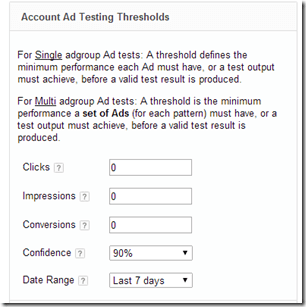 Account Ad Testing Thresholds
For Single adgroup Ad tests: A threshold defines the
minimum performance each Ad must have, or a test output
must achieve, before a valid test result is produced.
For Multi adgroup Ad tests: A threshold is the minimum
performance a set of Ads (for each pattern) must have, or a
test output must achieve, before a valid test result is
produced.
Clicks ? 0
Impressions ? 0
Conversions ? 0
Confidence ? 90%
Date Range ? Last 7 days